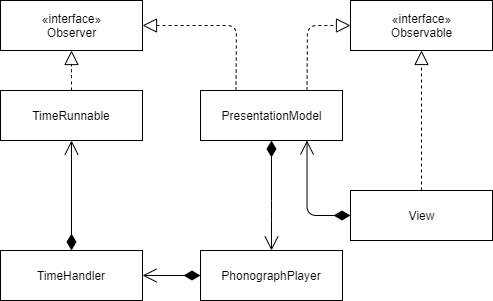 «interface»
Observer
«interface»
Observable
TimeRunnable
PresentationModel
View
TimeHandler
PhonographPlayer